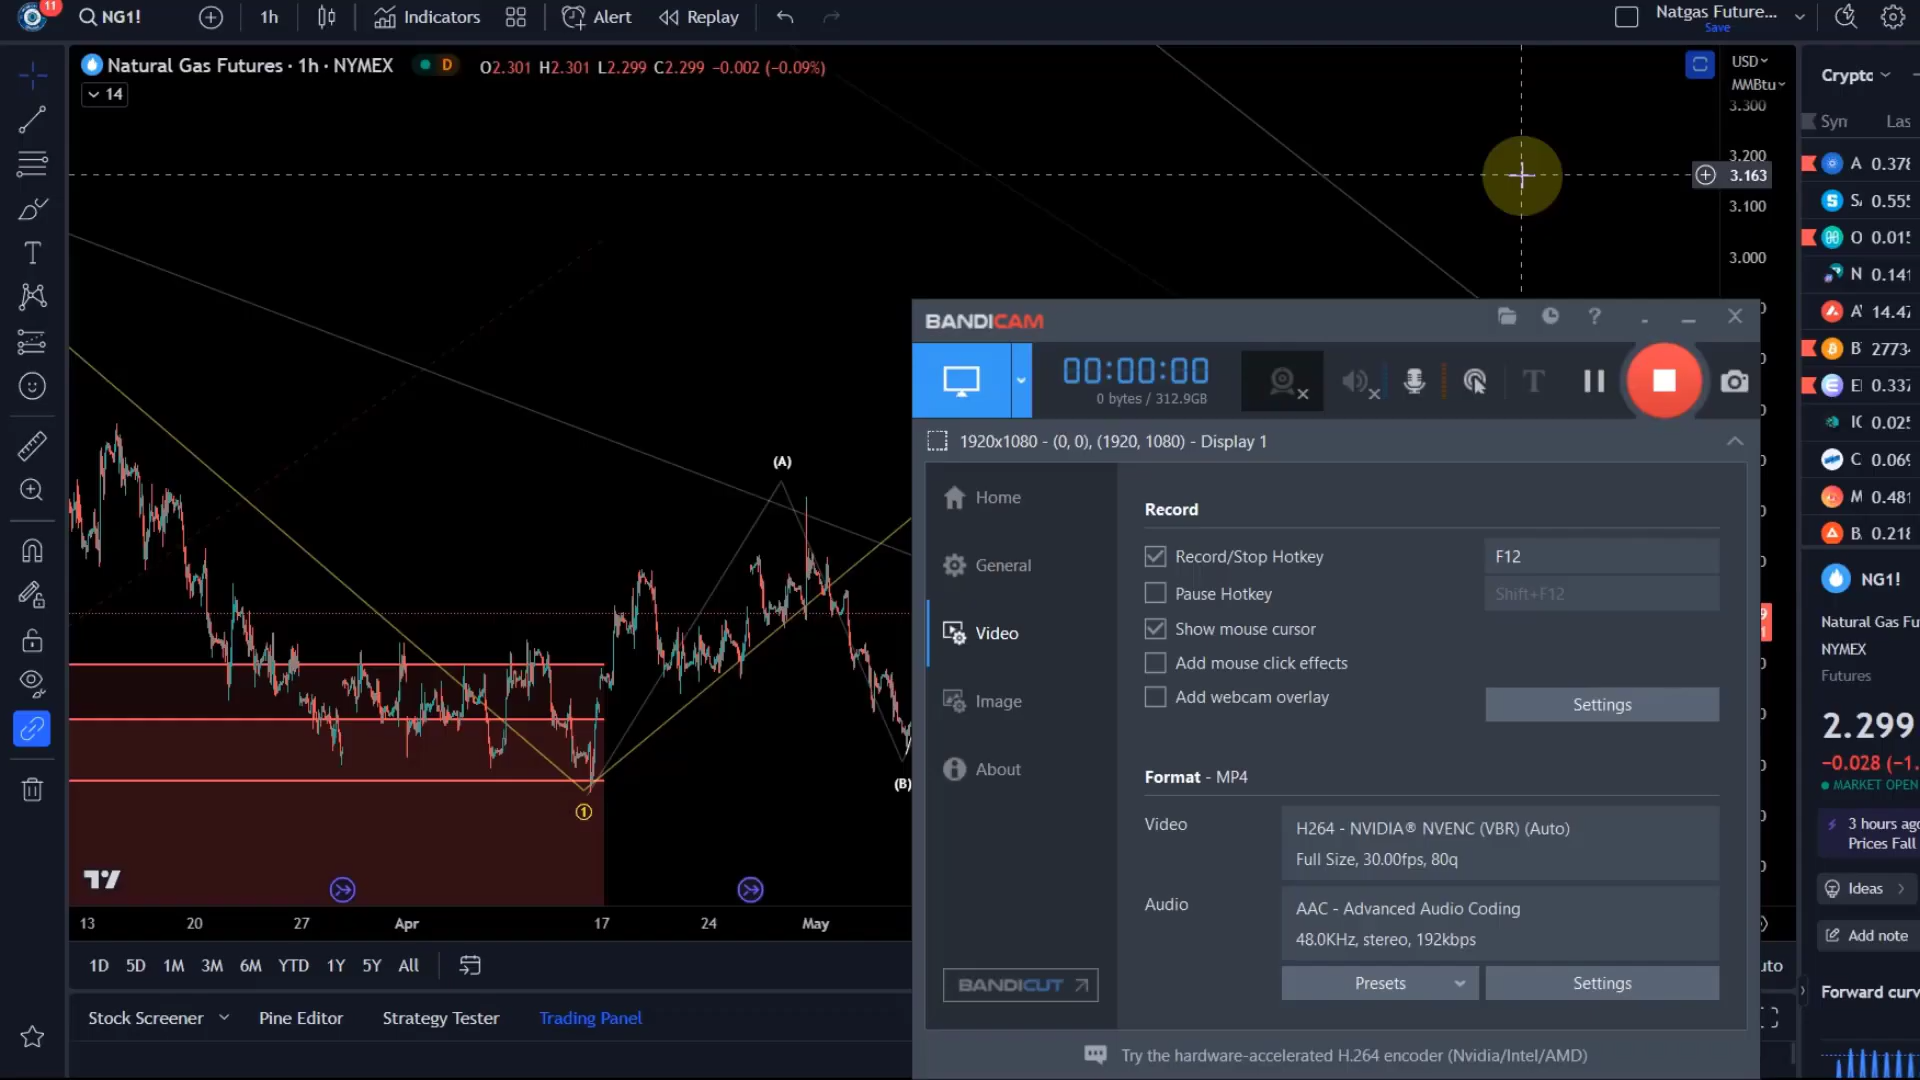 11
NG1!
1h
Indicators
Alert
Replay
Natgas Future...
Save
Natural Gas Futures · 1h · NYMEX
D
O2.301 H2.301 L2.299 C2.299 −0.002 (−0.09%)
14
USD
MMBtu
3.300
3.200
3.163
3.100
3.000
(A)
(B)
1
13
20
27
Apr
17
24
May
1D
5D
1M
3M
6M
YTD
1Y
5Y
All
Stock Screener
Pine Editor
Strategy Tester
Trading Panel
BANDICAM
00:00:00
0 bytes / 312.9GB
1920x1080 - (0, 0), (1920, 1080) - Display 1
Home
General
Video
Image
About
BANDICUT
Record
Record/Stop Hotkey
F12
Pause Hotkey
Shift+F12
Show mouse cursor
Add mouse click effects
Add webcam overlay
Settings
Format - MP4
Video
H264 - NVIDIA® NVENC (VBR) (Auto)
Full Size, 30.00fps, 80q
Audio
AAC - Advanced Audio Coding
48.0KHz, stereo, 192kbps
Presets
Settings
Try the hardware-accelerated H.264 encoder (Nvidia/Intel/AMD)
Crypto
Syn
Las
A 0.378
S 0.555
O 0.015
N 0.141
A 14.47
B 2773
E 0.337
IC 0.025
C 0.069
M 0.481
B 0.218
NG1!
Natural Gas Fu
NYMEX
Futures
2.299
−0.028 (−1.
MARKET OPEN
3 hours ago
Prices Fall
Ideas
Add note
Forward curv
uto